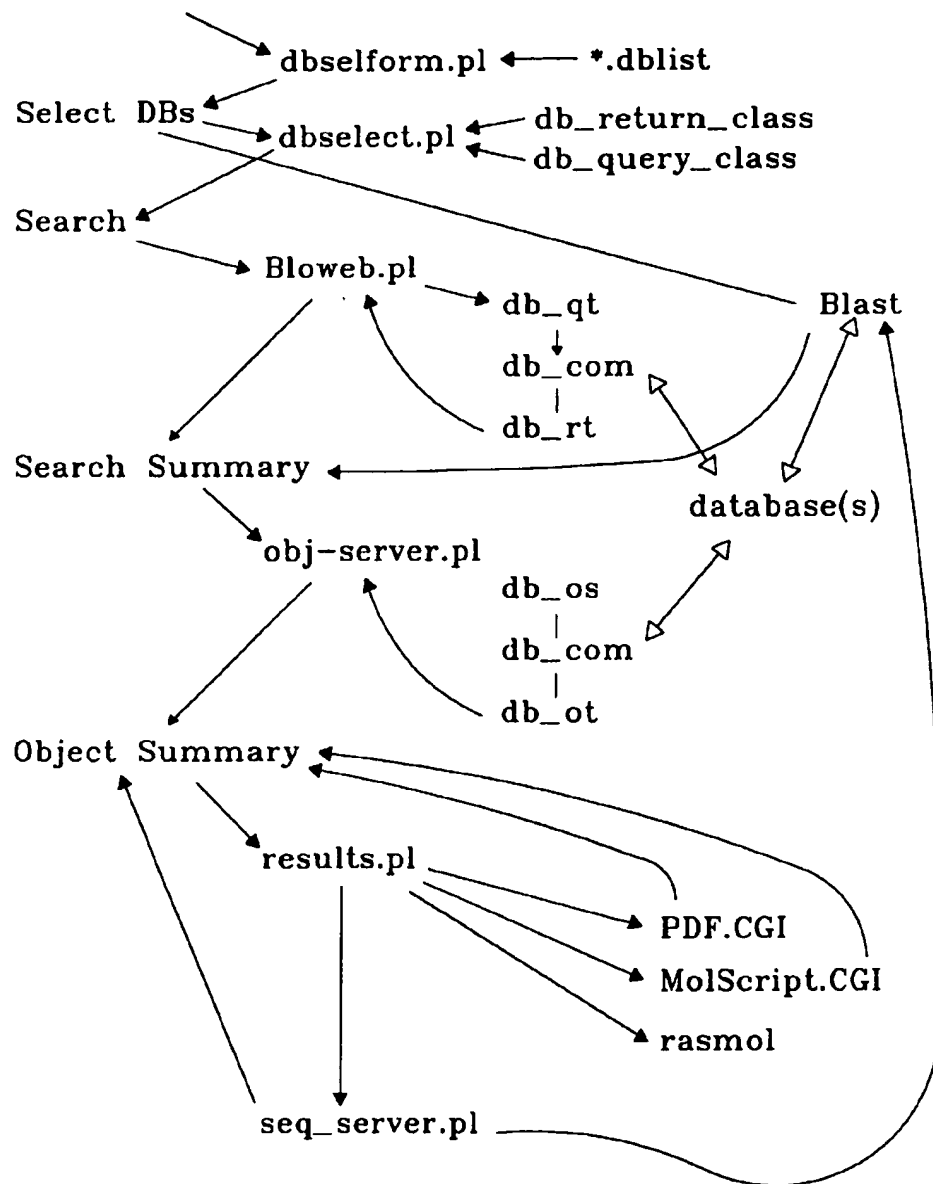 dbselform.pl
*.dblist
Select DBs
dbselect.pl
db_return_class
db_query_class
Search
Bloweb.pl
db_qt
Blast
db_com
db_rt
Search Summary
database(s)
obj-server.pl
db_os
db_com
db_ot
Object Summary
results.pl
PDF.CGI
MolScript.CGI
rasmol
seq_server.pl